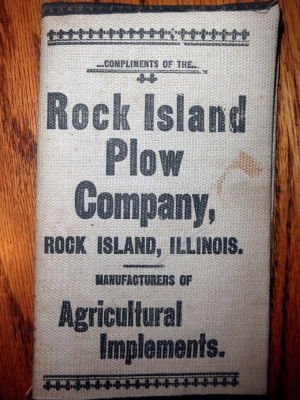 ...COMPLIMENTS OF THE...
Rock Island
Plow
Company,
ROCK ISLAND, ILLINOIS.
MANUFACTURERS OF
Agricultural
Implements.